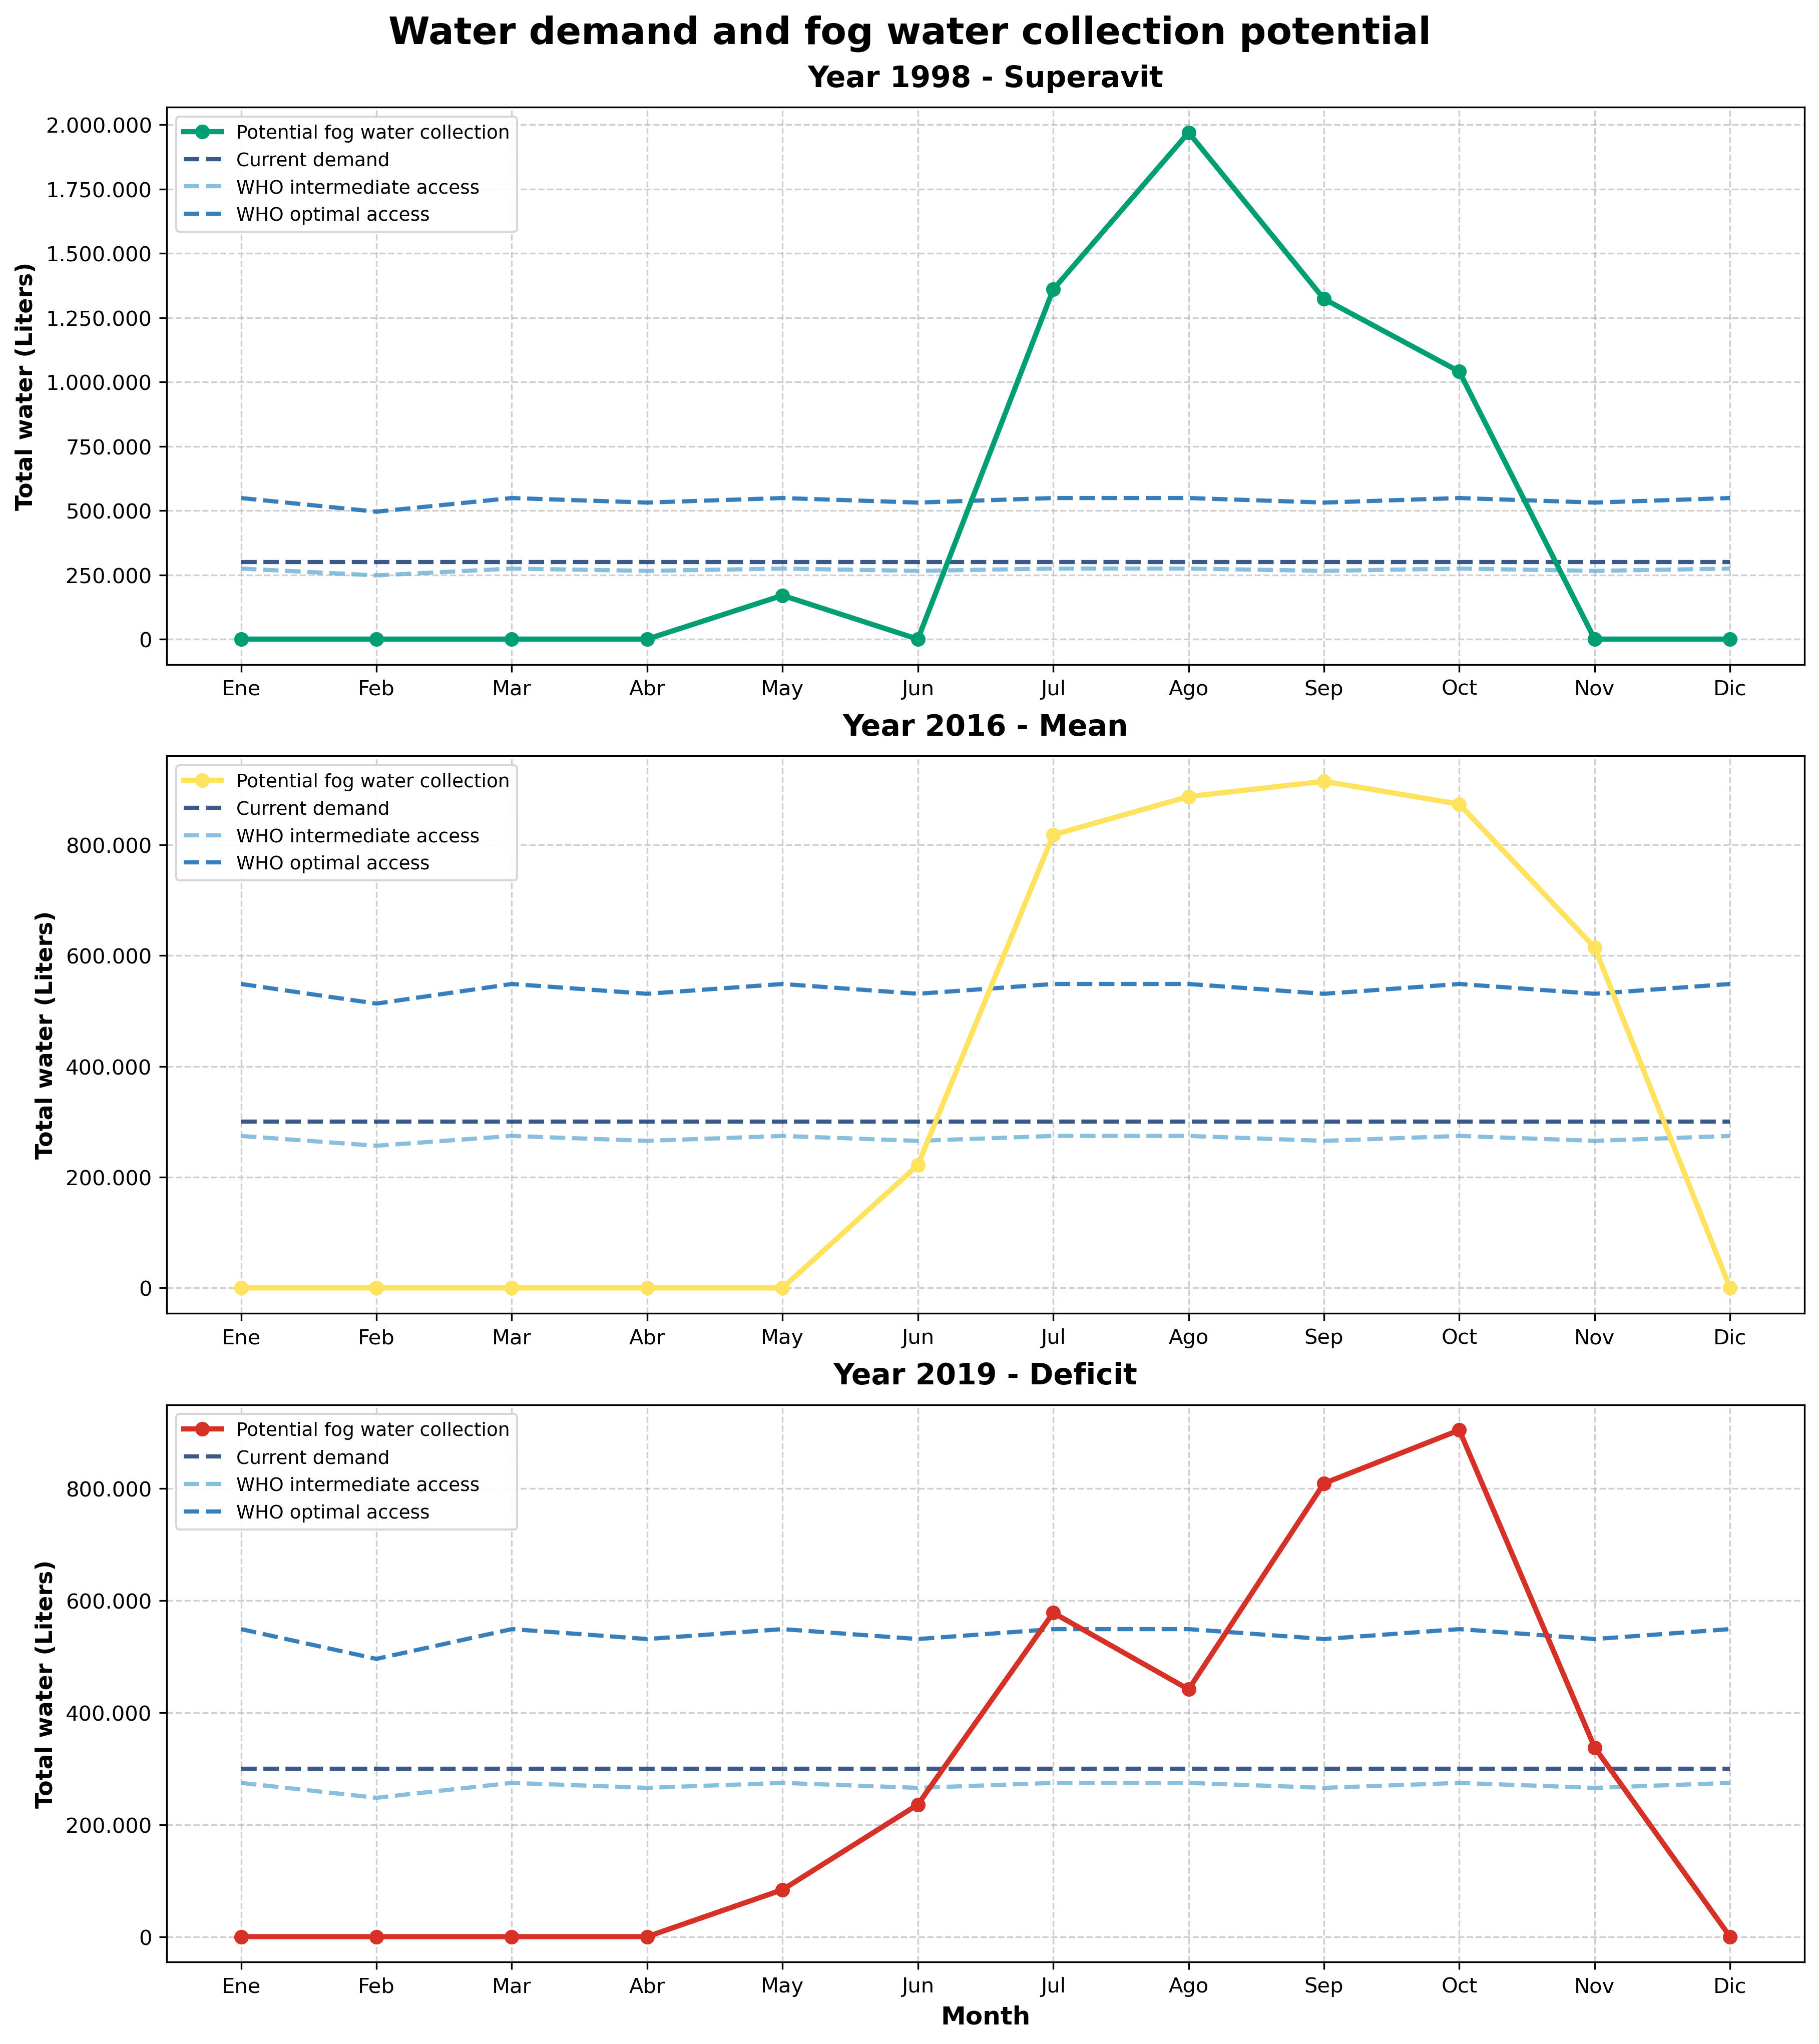 Water demand and fog water collection potential
Year 1998 - Superavit
Total water (Liters)
2.000.000
1.750.000
1.500.000
1.250.000
1.000.000
750.000
500.000
250.000
0
Potential fog water collection
Current demand
WHO intermediate access
WHO optimal access
Ene Feb Mar Abr May Jun Jul Ago Sep Oct Nov Dic
Year 2016 - Mean
Total water (Liters)
800.000
600.000
400.000
200.000
0
Potential fog water collection
Current demand
WHO intermediate access
WHO optimal access
Ene Feb Mar Abr May Jun Jul Ago Sep Oct Nov Dic
Year 2019 - Deficit
Total water (Liters)
800.000
600.000
400.000
200.000
0
Potential fog water collection
Current demand
WHO intermediate access
WHO optimal access
Ene Feb Mar Abr May Jun Jul Ago Sep Oct Nov Dic
Month